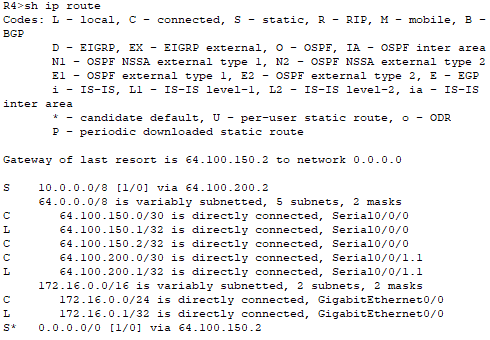 R4>sh ip route
Codes: L - local, C - connected, S - static, R - RIP, M - mobile, B -
BGP
D - EIGRP, EX - EIGRP external, O - OSPF, IA - OSPF inter area
N1 - OSPF NSSA external type 1, N2 - OSPF NSSA external type 2
E1 - OSPF external type 1, E2 - OSPF external type 2, E - EGP
i - IS-IS, L1 - IS-IS level-1, L2 - IS-IS level-2, ia - IS-IS
inter area
* - candidate default, U - per-user static route, o - ODR
P - periodic downloaded static route
Gateway of last resort is 64.100.150.2 to network 0.0.0.0
S 10.0.0.0/8 [1/0] via 64.100.200.2
64.0.0.0/8 is variably subnetted, 5 subnets, 2 masks
C 64.100.150.0/30 is directly connected, Serial0/0/0
L 64.100.150.1/32 is directly connected, Serial0/0/0
C 64.100.150.2/32 is directly connected, Serial0/0/0
C 64.100.200.0/30 is directly connected, Serial0/0/1.1
L 64.100.200.1/32 is directly connected, Serial0/0/1.1
172.16.0.0/16 is variably subnetted, 2 subnets, 2 masks
C 172.16.0.0/24 is directly connected, GigabitEthernet0/0
L 172.16.0.1/32 is directly connected, GigabitEthernet0/0
S* 0.0.0.0/0 [1/0] via 64.100.150.2